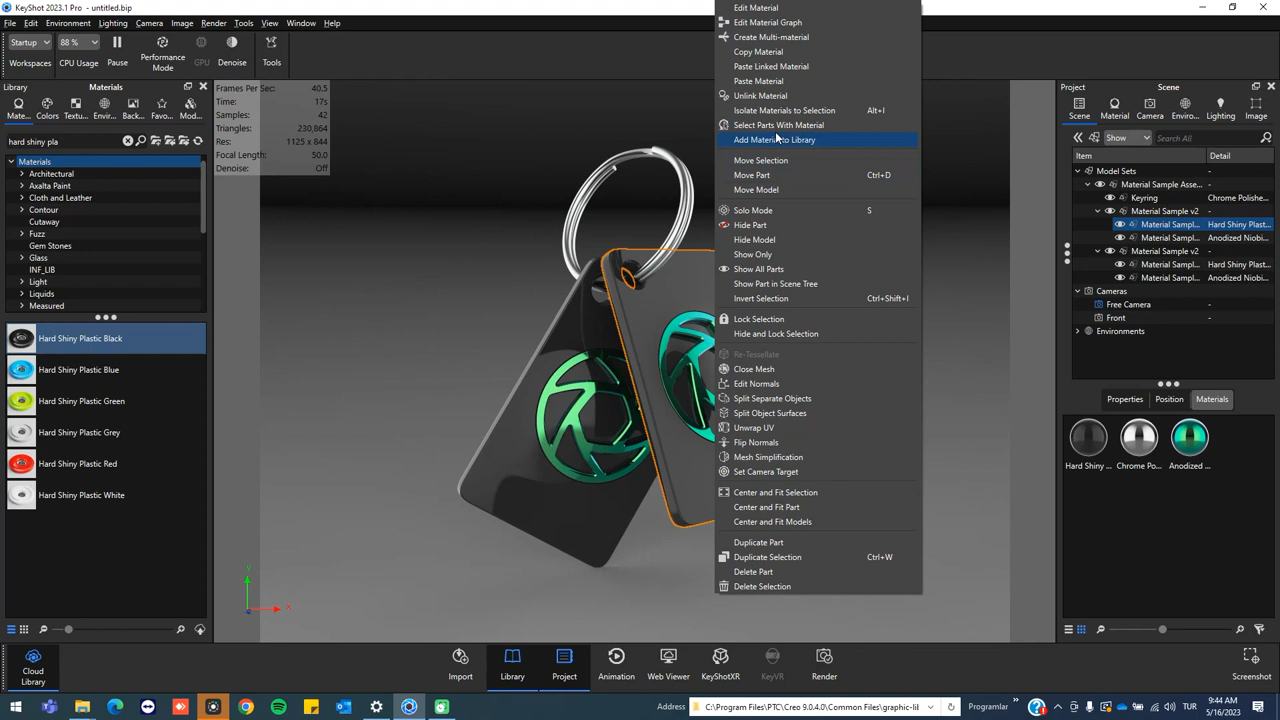 KeyShot 2023.1 Pro - untitled.bip
File Edit Environment Lighting Camera Image Render Tools View Window Help
Startup 88 %
Workspaces CPU Usage Pause Performance Mode GPU Denoise Tools
Library Materials
Mater... Colors Textu... Envir... Back... Favo... Mod...
hard shiny pla
Materials
Architectural
Axalta Paint
Cloth and Leather
Contour
Cutaway
Fuzz
Gem Stones
Glass
INF_LIB
Light
Liquids
Measured
Hard Shiny Plastic Black
Hard Shiny Plastic Blue
Hard Shiny Plastic Green
Hard Shiny Plastic Grey
Hard Shiny Plastic Red
Hard Shiny Plastic White
Frames Per Sec: 40.5
Time: 17s
Samples: 42
Triangles: 230,864
Res: 1125 x 844
Focal Length: 50.0
Denoise: Off
Edit Material
Edit Material Graph
Create Multi-material
Copy Material
Paste Linked Material
Paste Material
Unlink Material
Isolate Materials to Selection Alt+I
Select Parts With Material
Add Material to Library
Move Selection
Move Part Ctrl+D
Move Model
Solo Mode S
Hide Part
Hide Model
Show Only
Show All Parts
Show Part in Scene Tree
Invert Selection Ctrl+Shift+I
Lock Selection
Hide and Lock Selection
Re-Tessellate
Close Mesh
Edit Normals
Split Separate Objects
Split Object Surfaces
Unwrap UV
Flip Normals
Mesh Simplification
Set Camera Target
Center and Fit Selection
Center and Fit Part
Center and Fit Models
Duplicate Part
Duplicate Selection Ctrl+W
Delete Part
Delete Selection
Project Scene
Scene Material Camera Enviro... Lighting Image
Show Search All
Item Detail
Model Sets
Material Sample Asse...
Keyring Chrome Polishe...
Material Sample v2
Material Sampl... Hard Shiny Plast...
Material Sampl... Anodized Niobi...
Material Sample v2
Material Sampl... Hard Shiny Plast...
Material Sampl... Anodized Niobi...
Cameras
Free Camera
Front
Environments
Properties Position Materials
Hard Shiny ... Chrome Po... Anodized ...
y
x
Cloud Library Import Library Project Animation Web Viewer KeyShotXR KeyVR Render Screenshot
Address C:\Program Files\PTC\Creo 9.0.4.0\Common Files\graphic-lil Programlar TUR 9:44 AM
5/16/2023